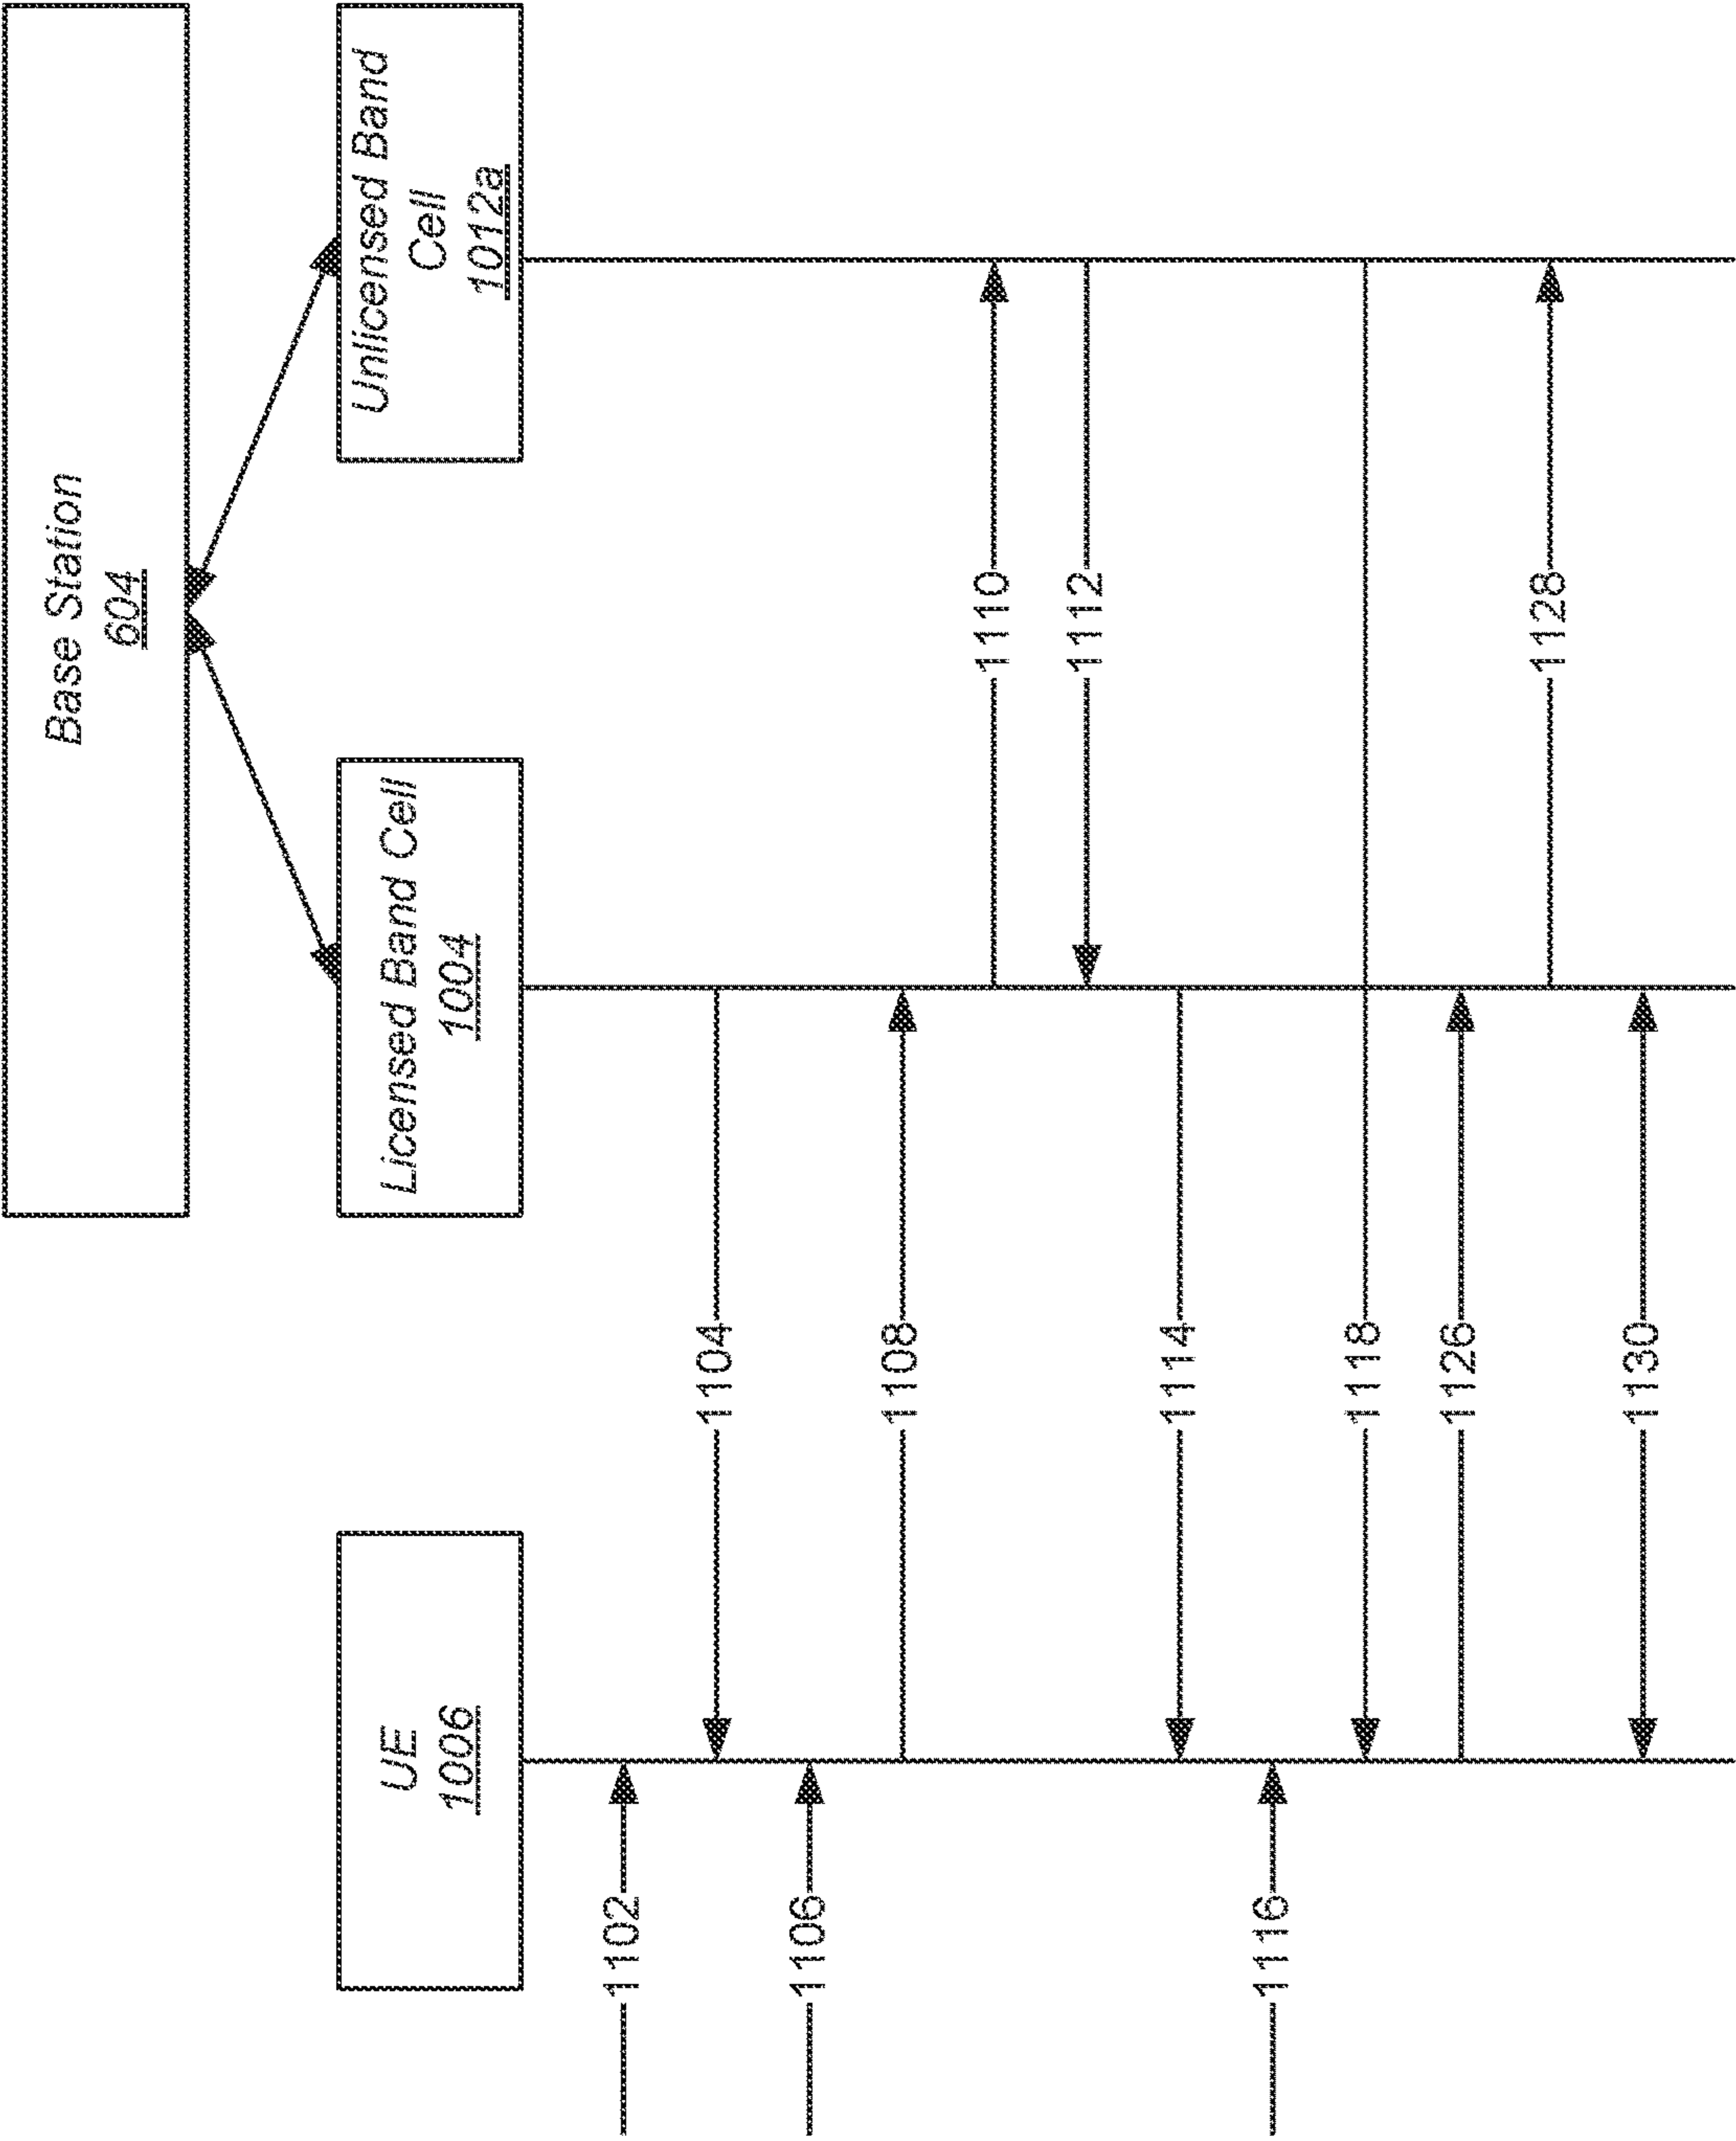 Base Station
604
UE
1006
Licensed Band Cell
1004
Unlicensed Band
Cell
1012a
1102
1104
1106
1108
1110
1112
1114
1116
1118
1126
1128
1130